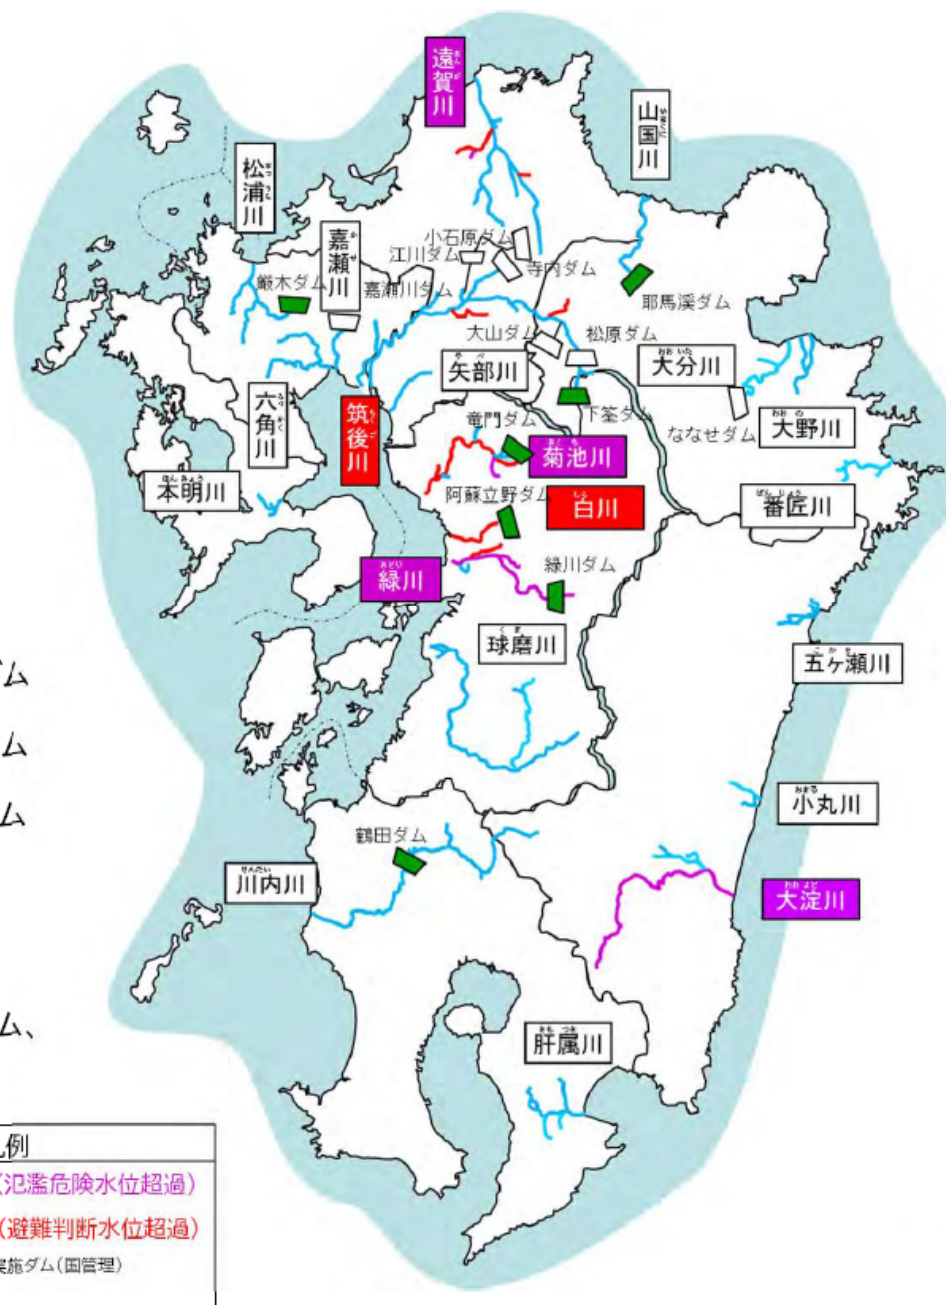 遠賀川
山国川
松浦川
嘉瀬川
小石原ダム
江川ダム
寺内ダム
厳木ダム
嘉瀬川ダム
耶馬溪ダム
大山ダム
松原ダム
矢部川
大分川
六角川
筑後川
竜門ダム
下筌ダム
ななせダム
大野川
菊池川
本明川
阿蘇立野ダム
白川
番匠川
緑川
緑川ダム
球磨川
五ヶ瀬川
ダム
ム
小丸川
ム
鶴田ダム
川内川
大淀川
ム、
肝属川
例
(氾濫危険水位超過)
(避難判断水位超過)
実施ダム(国管理)